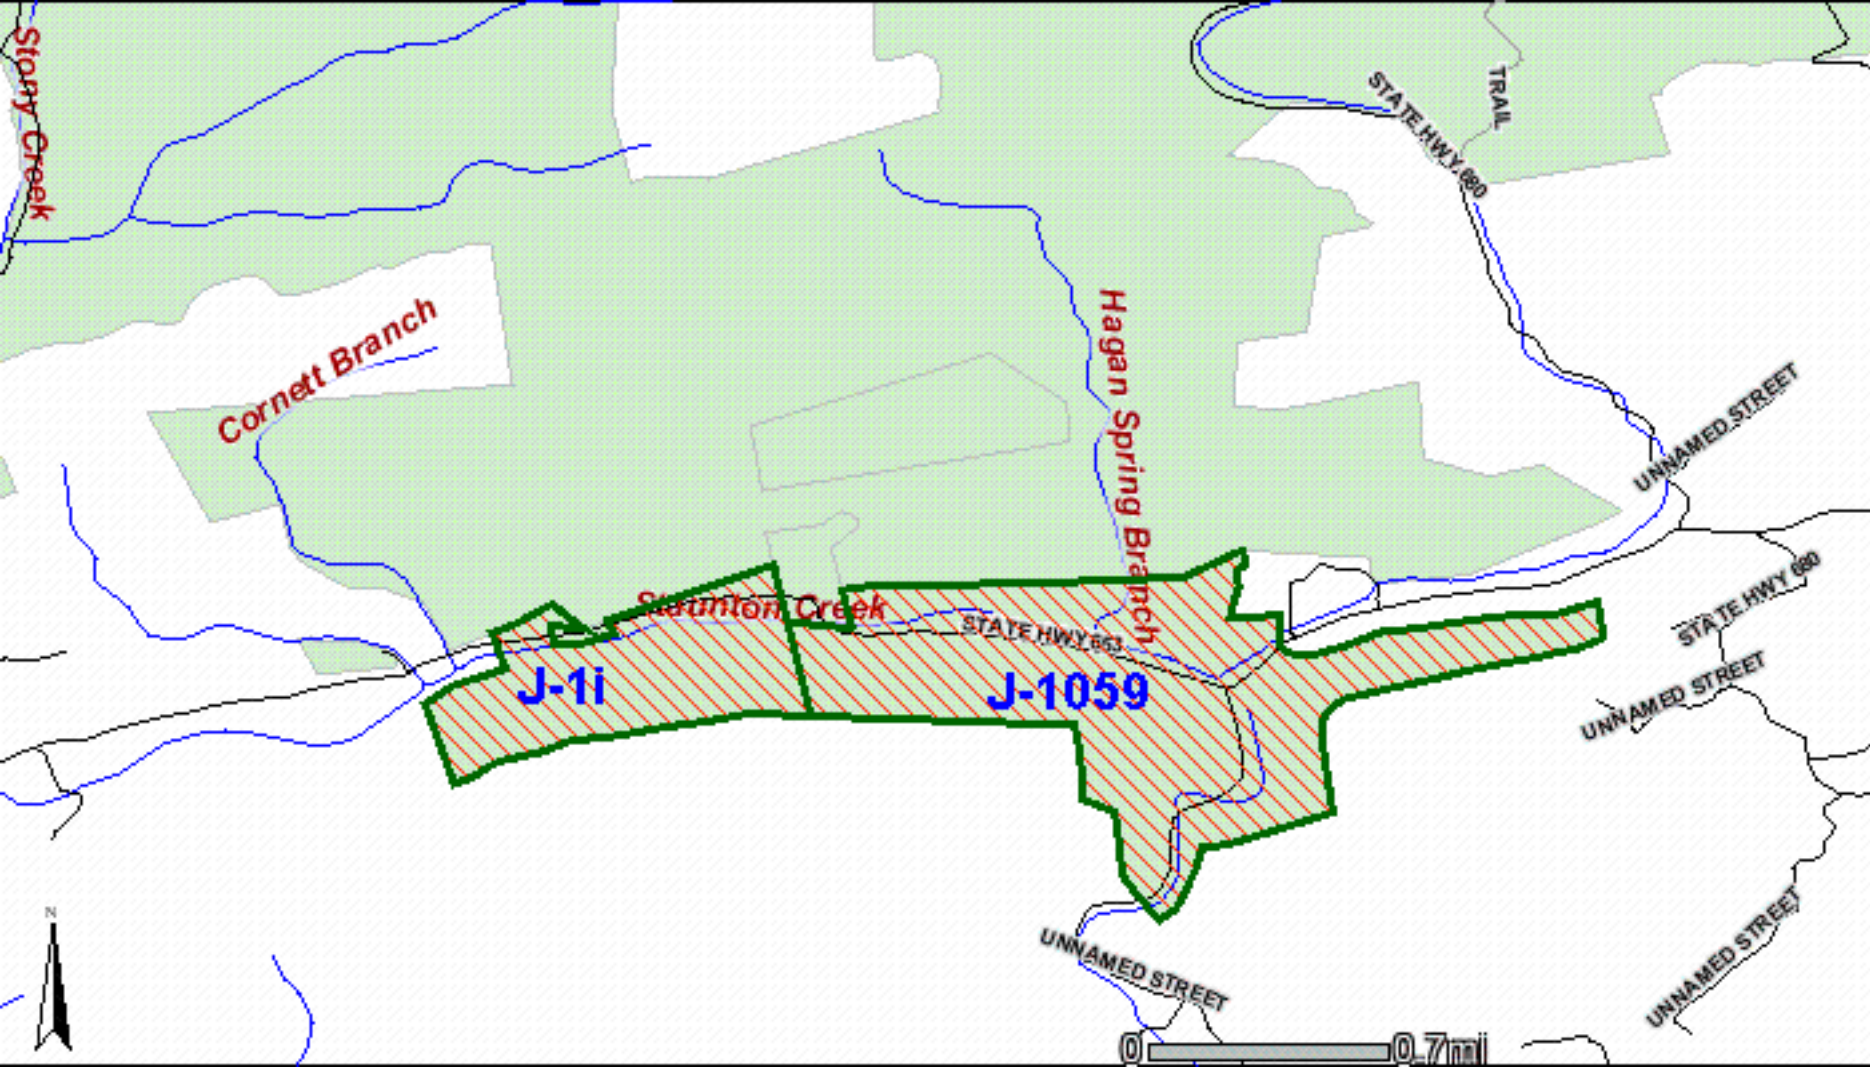 Stony Creek
TRAIL
STATE HWY 680
Cornett Branch
Hagan Spring Branch
UNNAMED STREET
Staunton Creek
STATE HWY 653
STATE HWY 680
J-1i
J-1059
UNNAMED STREET
N
UNNAMED STREET
UNNAMED STREET
0 0.7mi